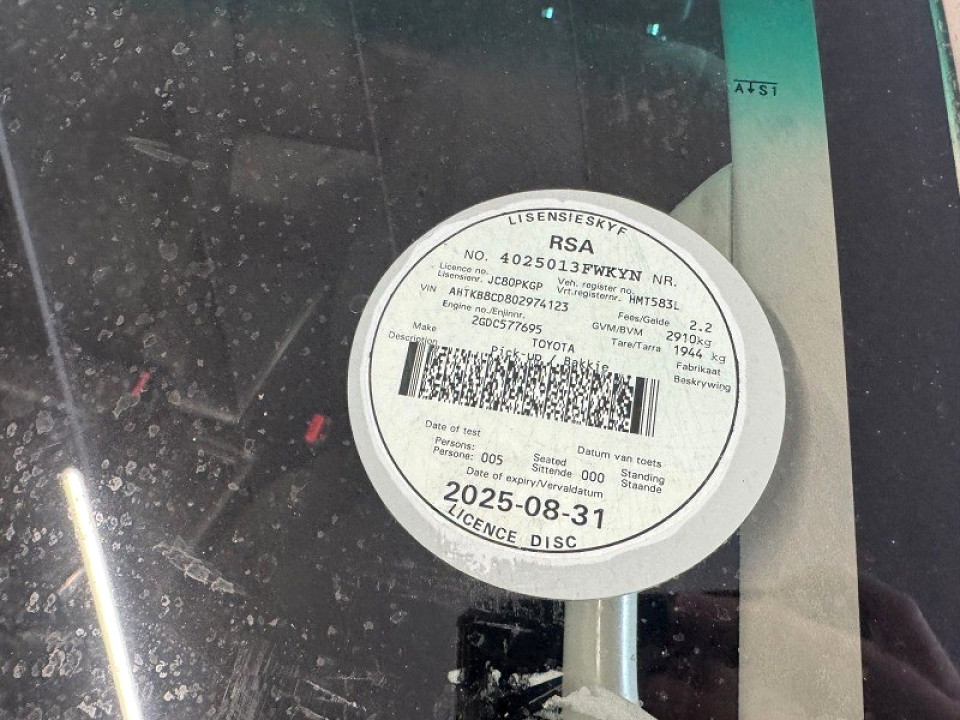 A↓S1
LISENSIESKYF
RSA
NO. 4025013FWKYN NR.
Licence no. Veh. register no.
Lisensienr. JC80PKGP Vrt.registernr. HMT583L
VIN AHTKB8CD802974123 Fees/Gelde 2.2
Engine no./Enjinnr. GVM/BVM 2910kg
2GDC577695 Tare/Tarra 1944 kg
Make TOYOTA Fabrikaat
Description Pick-up / Bakkie Beskrywing
Date of test Datum van toets
Persons: Seated Standing
Persone: 005 Sittende 000 Staande
Date of expiry/Vervaldatum
2025-08-31
LICENCE DISC